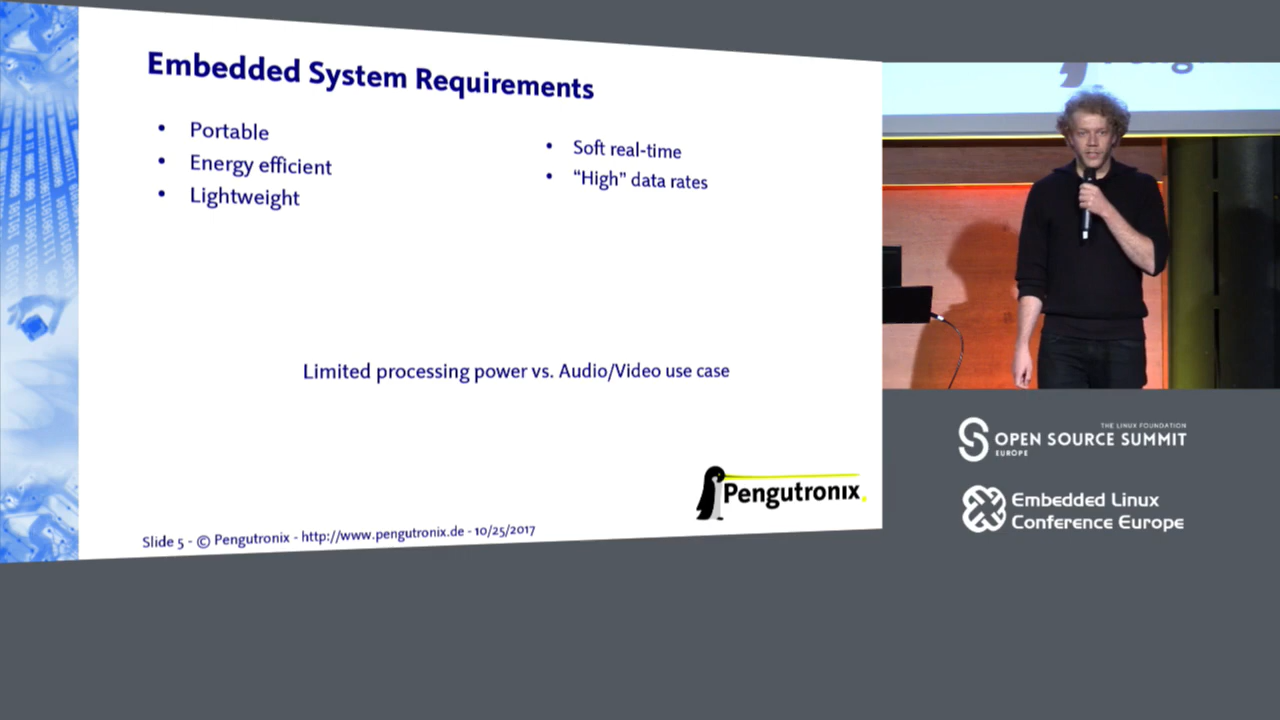 Embedded System Requirements
• Portable
• Energy efficient
• Lightweight
• Soft real-time
• “High” data rates
Limited processing power vs. Audio/Video use case
Pengutronix
Slide 5 - © Pengutronix - http://www.pengutronix.de - 10/25/2017
THE LINUX FOUNDATION
OPEN SOURCE SUMMIT
EUROPE
Embedded Linux
Conference Europe